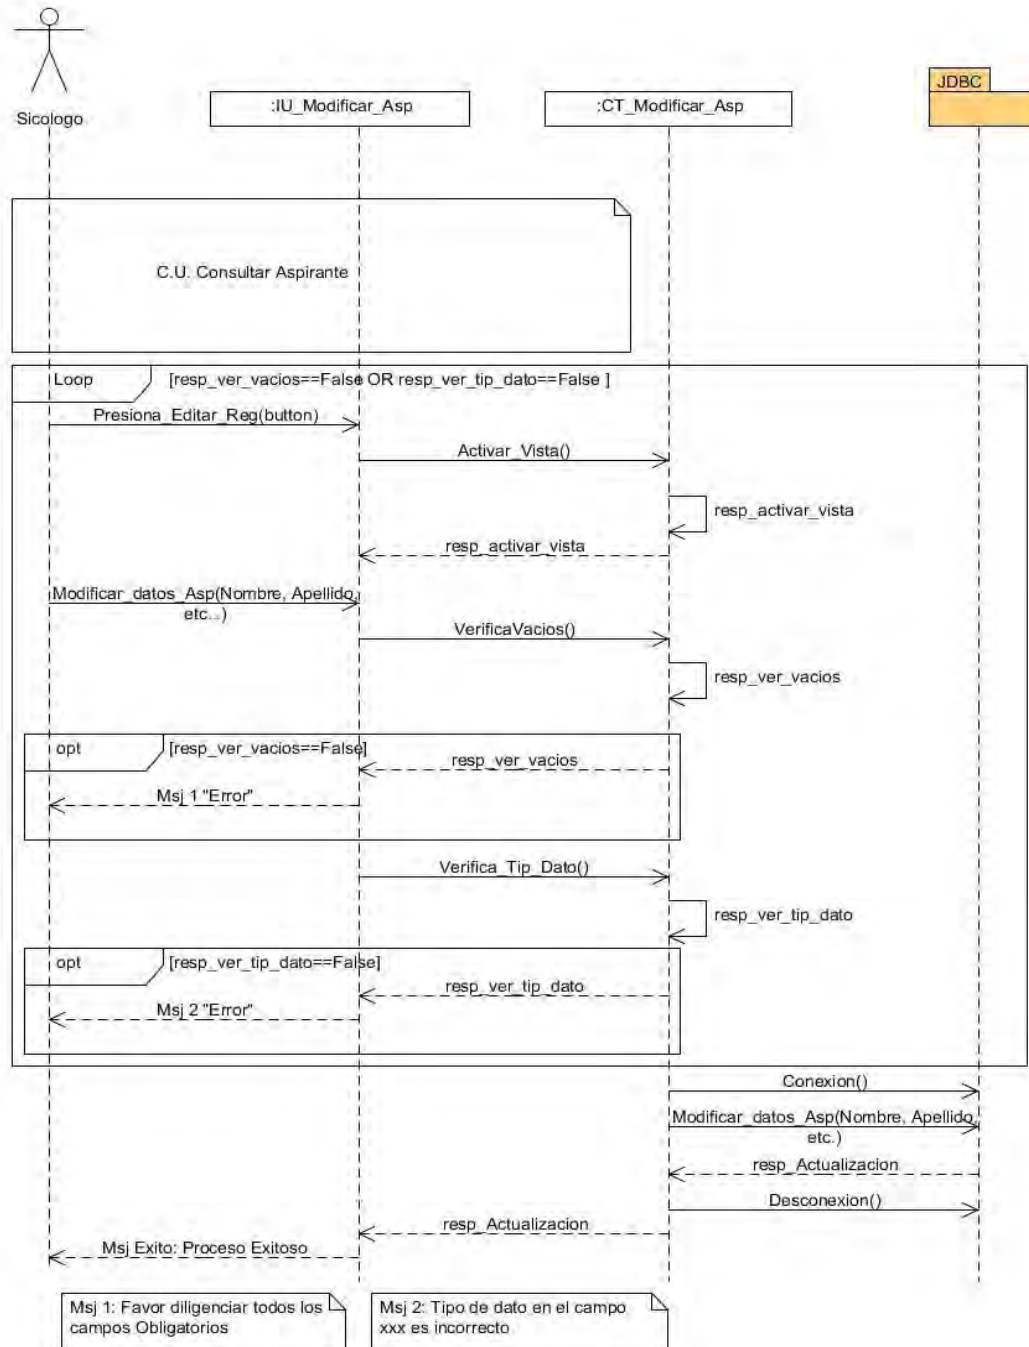 JDBC
Sicologo
:IU_Modificar_Asp
:CT_Modificar_Asp
C.U. Consultar Aspirante
Loop
[resp_ver_vacios==False OR resp_ver_tip_dato==False ]
Presiona_Editar_Reg(button)
Activar_Vista()
resp_activar_vista
resp_activar_vista
Modificar_datos_Asp(Nombre, Apellido,
etc...)
VerificaVacios()
resp_ver_vacios
opt
[resp_ver_vacios==False]
resp_ver_vacios
Msj 1 "Error"
Verifica_Tip_Dato()
resp_ver_tip_dato
opt
[resp_ver_tip_dato==False]
resp_ver_tip_dato
Msj 2 "Error"
Conexion()
Modificar_datos_Asp(Nombre, Apellido,
etc.)
resp_Actualizacion
Desconexion()
resp_Actualizacion
Msj Exito: Proceso Exitoso
Msj 1: Favor diligenciar todos los
campos Obligatorios
Msj 2: Tipo de dato en el campo
xxx es incorrecto